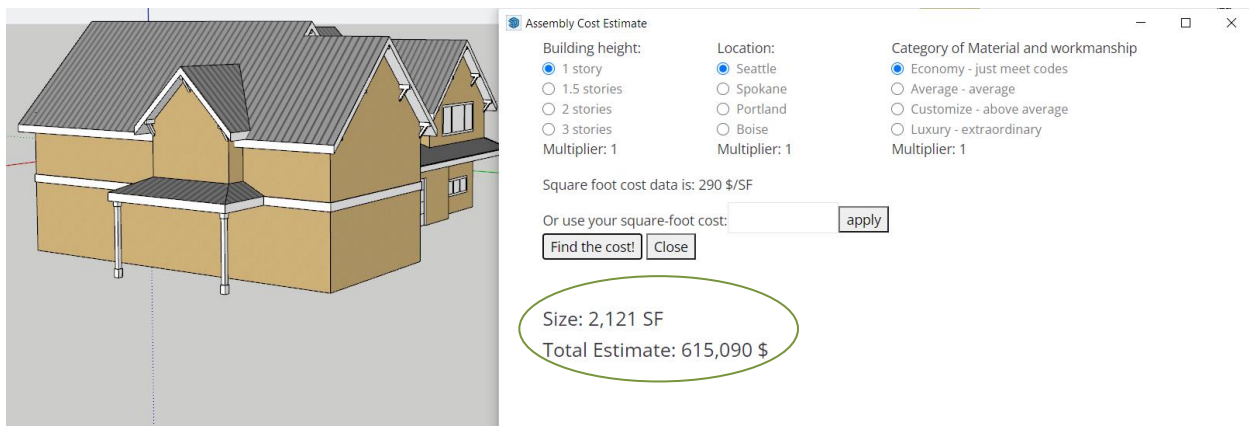 Assembly Cost Estimate
Building height: Location: Category of Material and workmanship
1 story Seattle Economy - just meet codes
1.5 stories Spokane Average - average
2 stories Portland Customize - above average
3 stories Boise Luxury - extraordinary
Multiplier: 1 Multiplier: 1 Multiplier: 1
Square foot cost data is: 290 $/SF
Or use your square-foot cost: apply
Find the cost! Close
Size: 2,121 SF
Total Estimate: 615,090 $